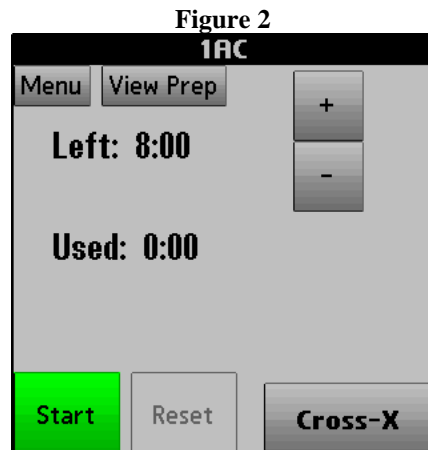 Figure 2
1AC
Menu View Prep +
Left: 8:00
-
Used: 0:00
Start Reset Cross-X